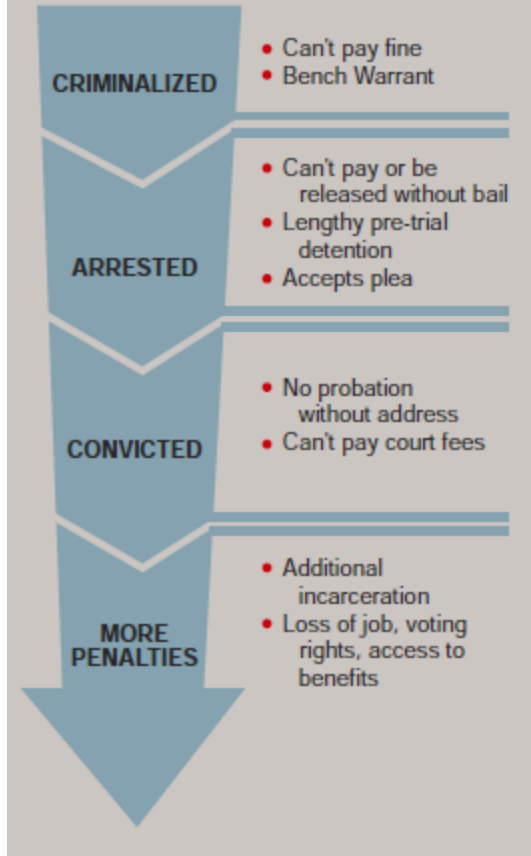 CRIMINALIZED
• Can't pay fine
• Bench Warrant
ARRESTED
• Can't pay or be
released without bail
• Lengthy pre-trial
detention
• Accepts plea
CONVICTED
• No probation
without address
• Can't pay court fees
MORE
PENALTIES
• Additional
incarceration
• Loss of job, voting
rights, access to
benefits